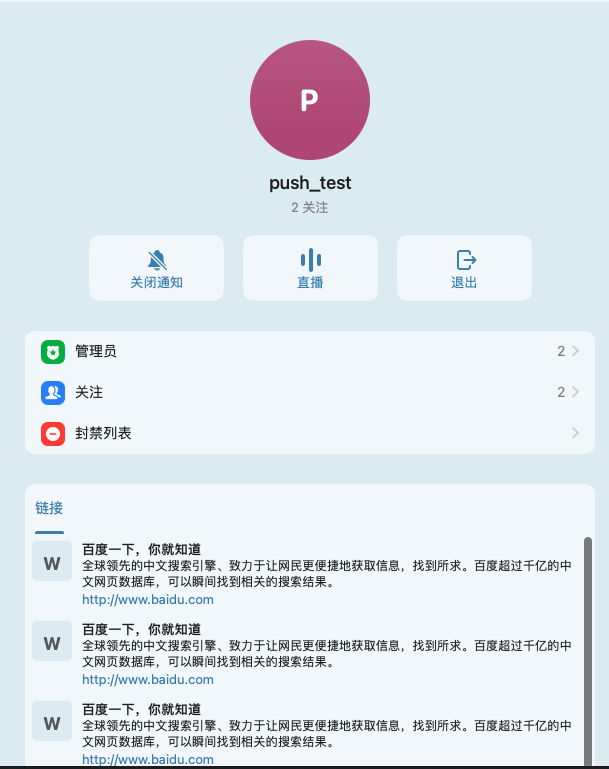 P
push_test
2 关注
关闭通知
直播
退出
管理员
2
关注
2
封禁列表
链接
W
百度一下，你就知道
全球领先的中文搜索引擎、致力于让网民更便捷地获取信息，找到所求。百度超过千亿的中
文网页数据库，可以瞬间找到相关的搜索结果。
http://www.baidu.com
W
百度一下，你就知道
全球领先的中文搜索引擎、致力于让网民更便捷地获取信息，找到所求。百度超过千亿的中
文网页数据库，可以瞬间找到相关的搜索结果。
http://www.baidu.com
W
百度一下，你就知道
全球领先的中文搜索引擎、致力于让网民更便捷地获取信息，找到所求。百度超过千亿的中
文网页数据库，可以瞬间找到相关的搜索结果。
http://www.baidu.com